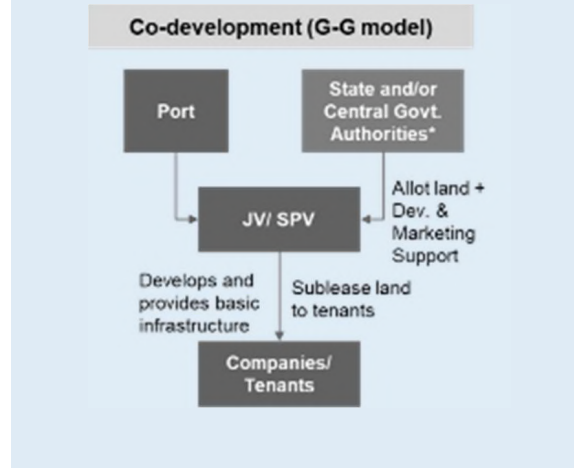 Co-development (G-G model)
Port
State and/or
Central Govt.
Authorities*
Allot land +
Dev. &
Marketing
Support
JV/ SPV
Develops and
provides basic
infrastructure
Sublease land
to tenants
Companies/
Tenants